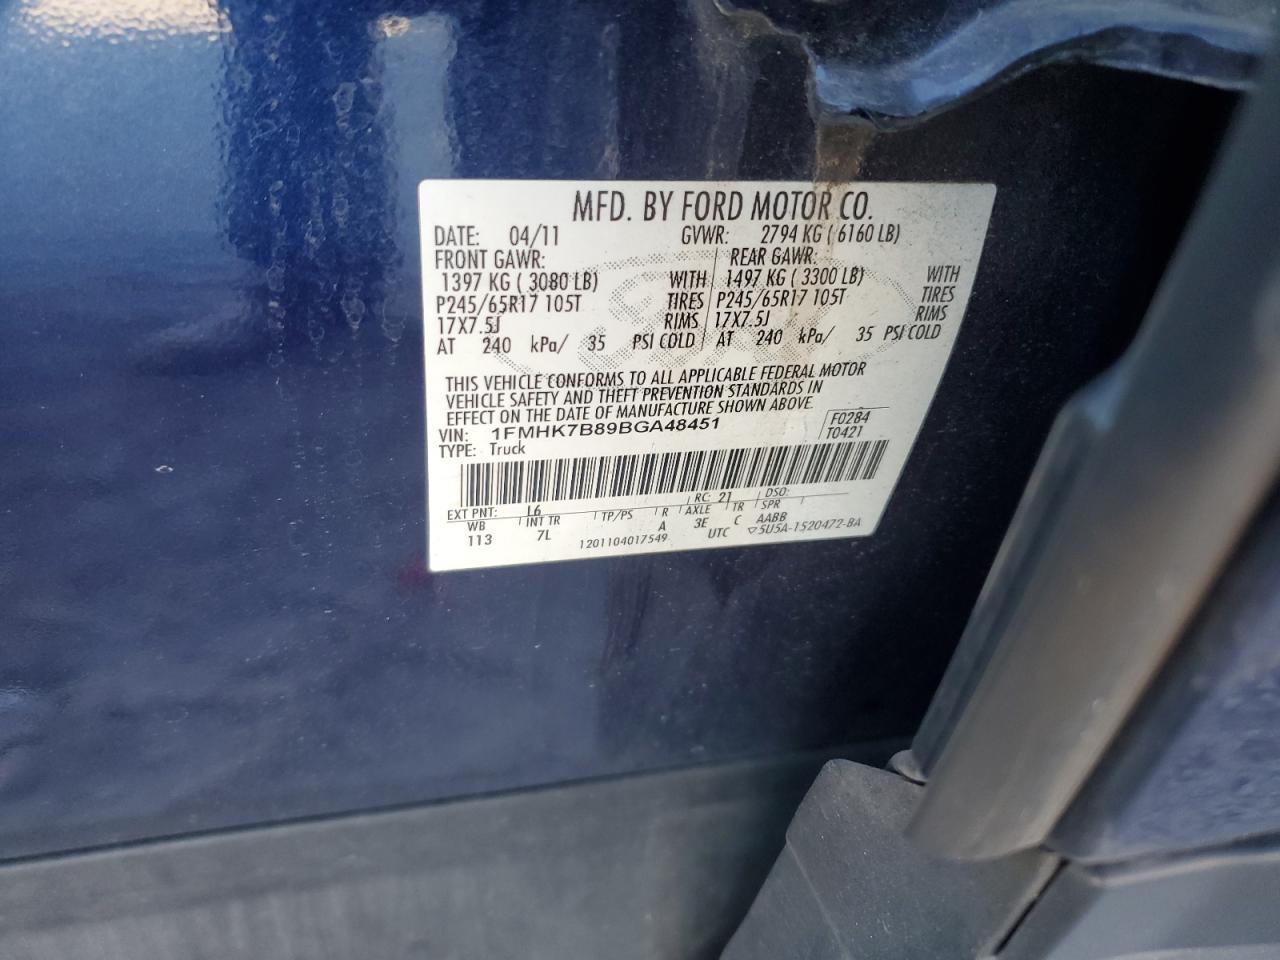 MFD. BY FORD MOTOR CO.
DATE: 04/11 GVWR: 2794 KG ( 6160 LB)
FRONT GAWR: REAR GAWR:
1397 KG ( 3080 LB) WITH 1497 KG ( 3300 LB) WITH
P245/65R17 105T TIRES P245/65R17 105T TIRES
17X7.5J RIMS 17X7.5J RIMS
AT 240 kPa/ 35 PSI COLD AT 240 kPa/ 35 PSI COLD
THIS VEHICLE CONFORMS TO ALL APPLICABLE FEDERAL MOTOR
VEHICLE SAFETY AND THEFT PREVENTION STANDARDS IN
EFFECT ON THE DATE OF MANUFACTURE SHOWN ABOVE.
VIN: 1FMHK7B89BGA48451 F0284
TYPE: Truck T0421
EXT PNT: L6 RC: 21 DSO:
WB INT TR TP/PS R AXLE TR SPR
113 7L A 3E C AABB
1201104017549 UTC ▽5U5A-1520472-BA